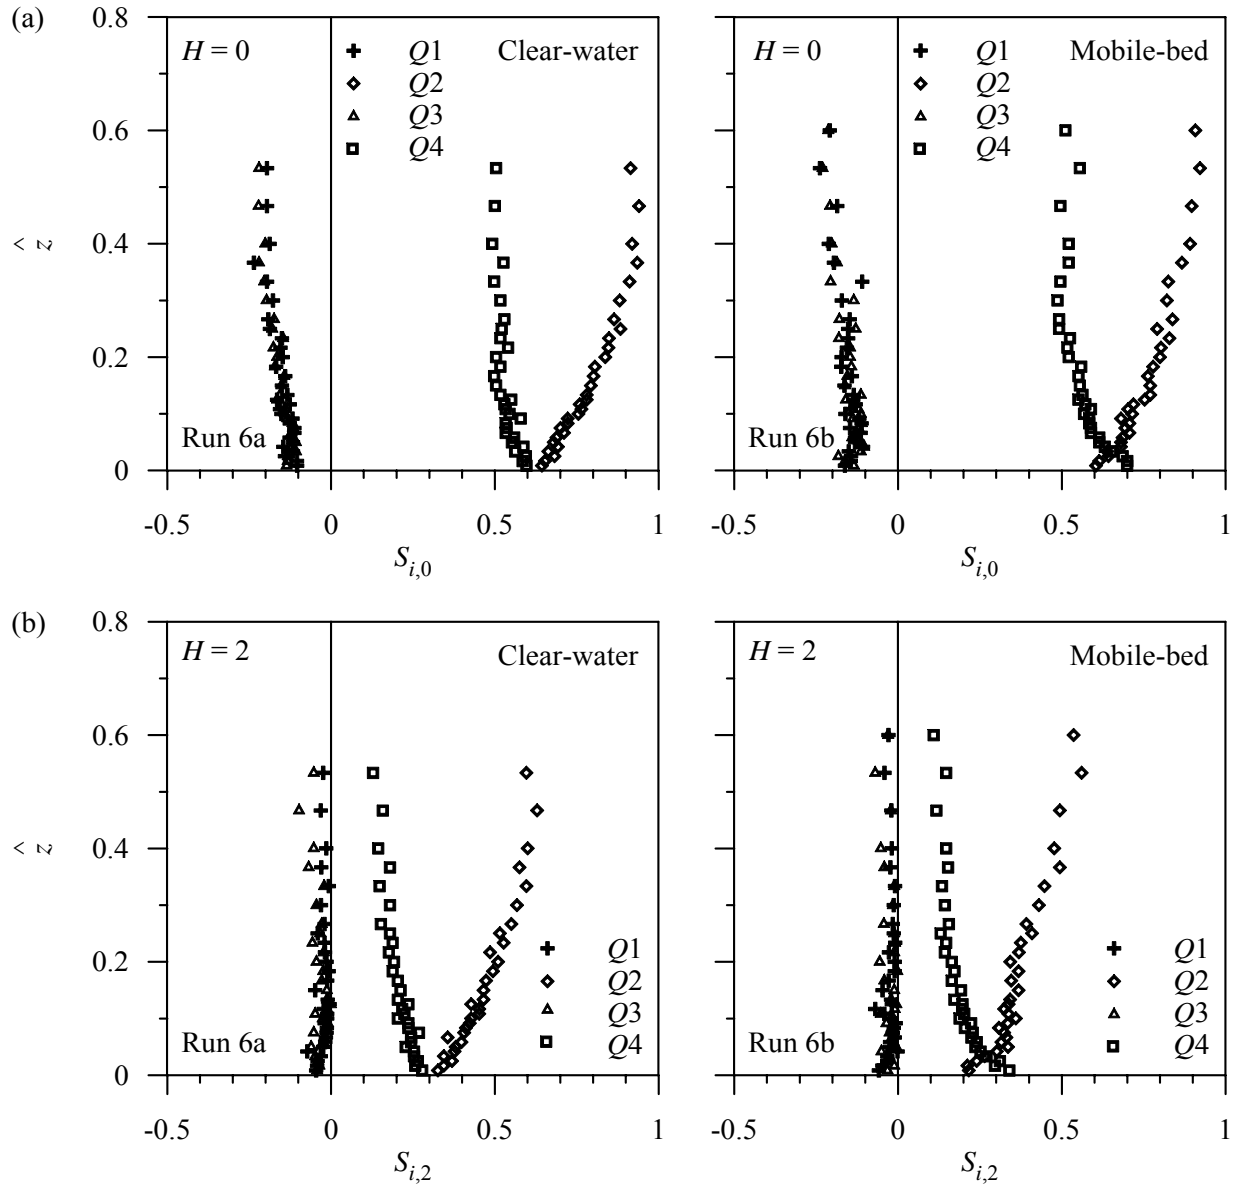 (a)
0.8
0.6
0.4
0.2
0
ẑ
H = 0
Q1
Q2
Q3
Q4
Clear-water
Run 6a
-0.5 0 0.5 1
S_{i,0}
H = 0
Q1
Q2
Q3
Q4
Mobile-bed
Run 6b
-0.5 0 0.5 1
S_{i,0}
(b)
0.8
0.6
0.4
0.2
0
ẑ
H = 2
Clear-water
Q1
Q2
Q3
Q4
Run 6a
-0.5 0 0.5 1
S_{i,2}
H = 2
Mobile-bed
Q1
Q2
Q3
Q4
Run 6b
-0.5 0 0.5 1
S_{i,2}